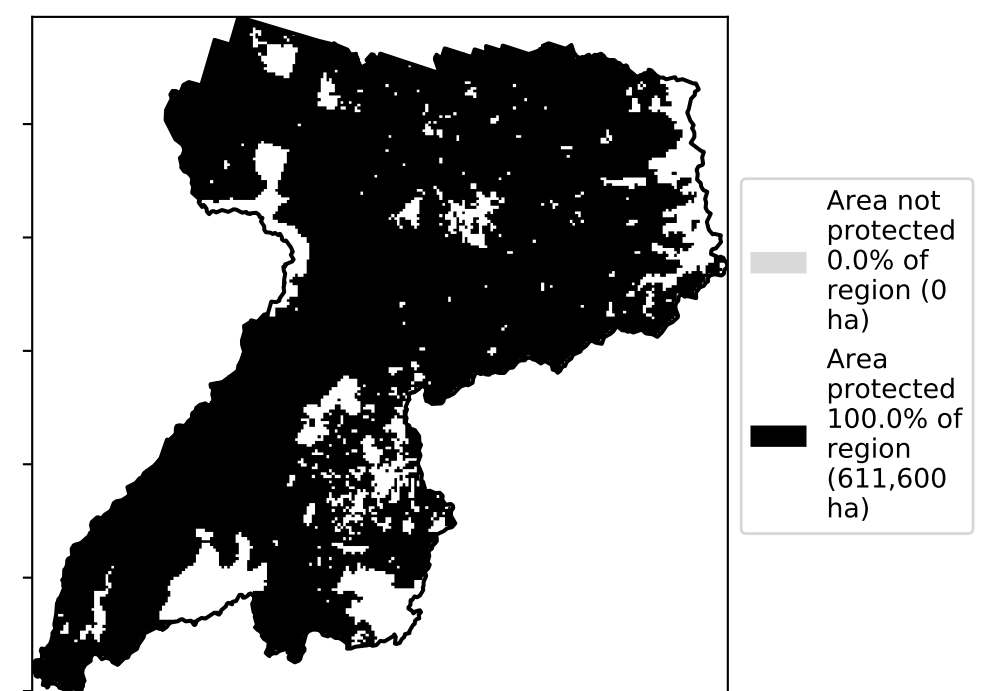 Area not
protected
0.0% of
region (0
ha)
Area
protected
100.0% of
region
(611,600
ha)